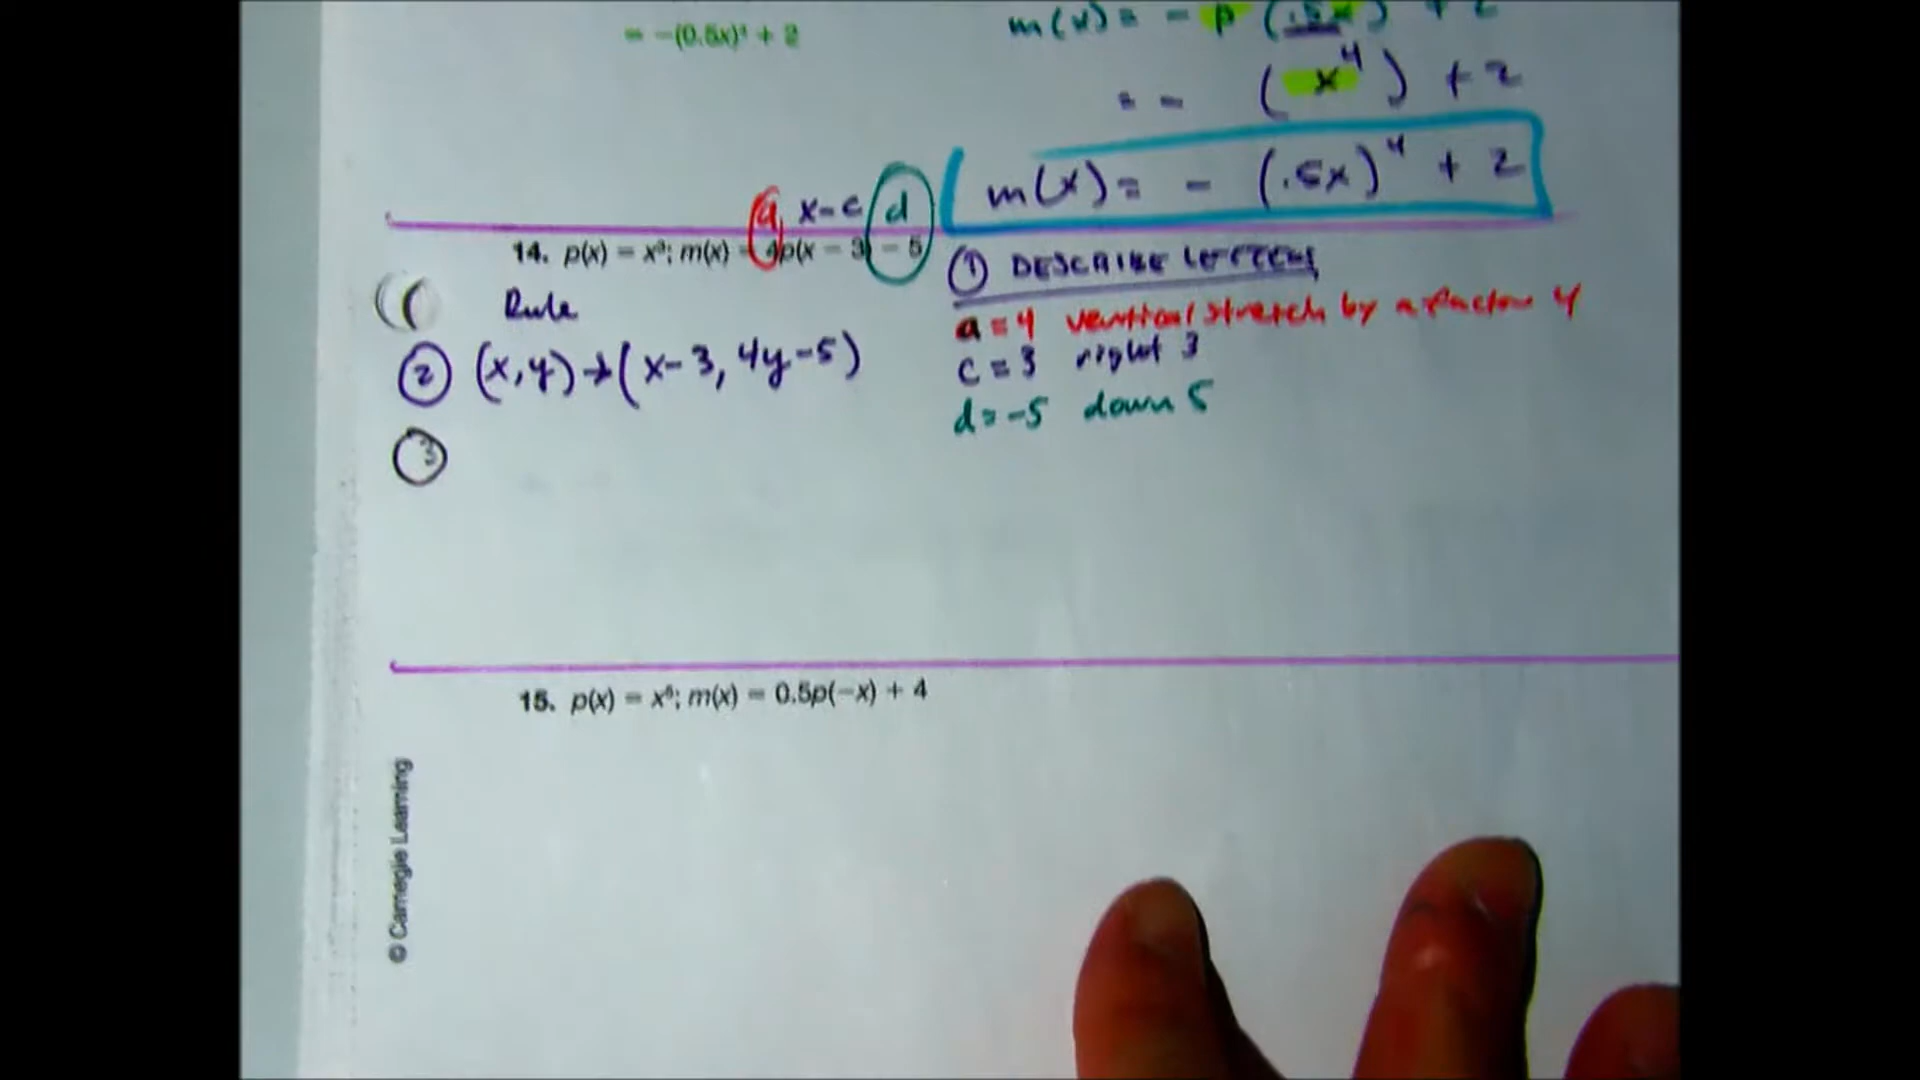 = -(0.5x)⁴ + 2
m(x) = - p (.5x) + 2
= - (x⁴) + 2
m(x) = - (.5x)⁴ + 2
a x-c d
14. p(x) = x³; m(x) = 4p(x - 3) - 5
① DESCRIBE LETTERS
a = 4 vertical stretch by a factor 4
c = 3 right 3
d = -5 down 5
Rule
② (x,y) → (x-3, 4y-5)
③
15. p(x) = x⁵; m(x) = 0.5p(-x) + 4
© Carnegie Learning